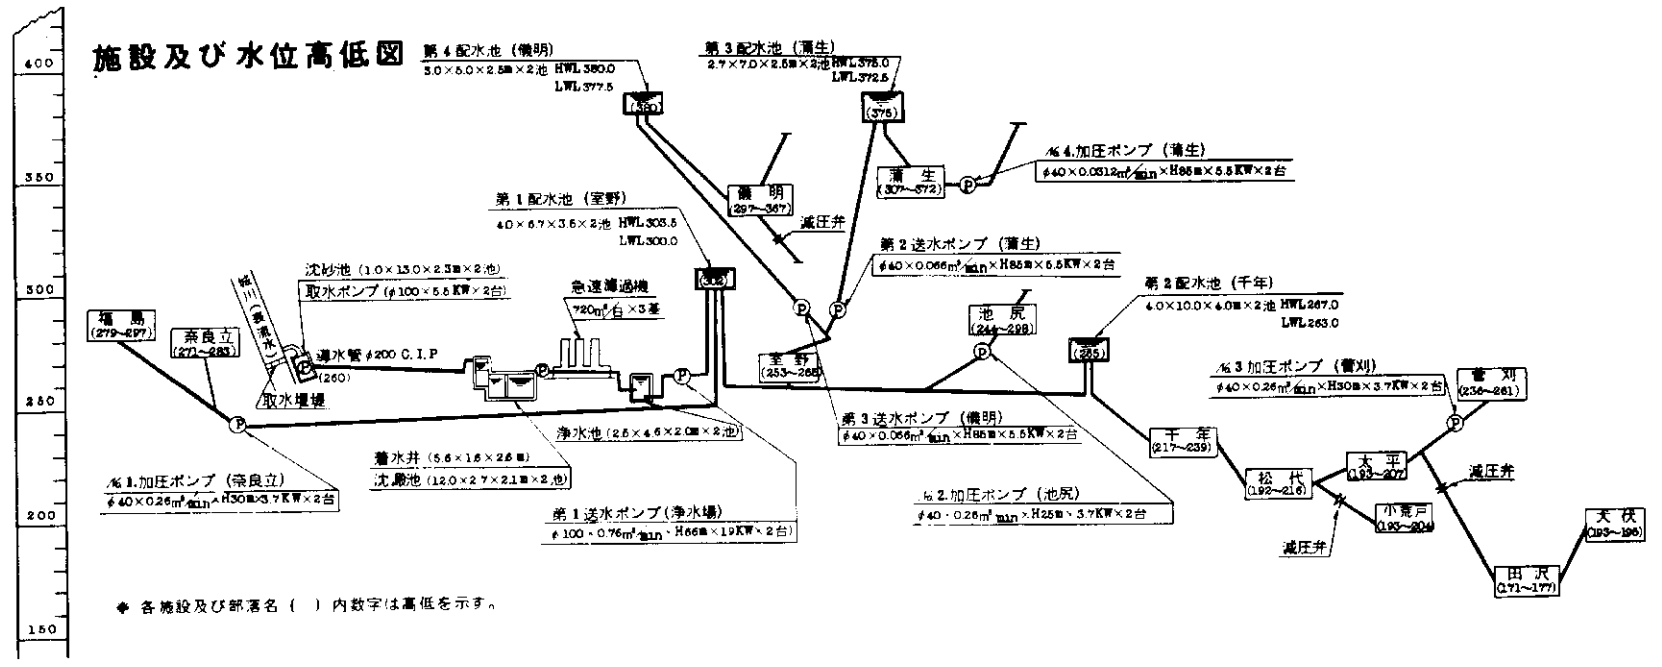 施設及び水位高低図
400
350
300
250
200
150
第4配水池 (儀明)
3.0×5.0×2.5m×2池 HWL 380.0
LWL 377.5
(380)
第3配水池 (蒲生)
2.7×7.0×2.5m×2池 HWL 375.0
LWL 372.5
(375)
№4.加圧ポンプ (蒲生)
φ40×0.0312m³/min×H85m×5.5KW×2台
蒲生
(307~372)
P
儀明
(297~367)
減圧弁
第1配水池 (室野)
4.0×6.7×3.5×2池 HWL 303.5
LWL 300.0
(302)
第2送水ポンプ (蒲生)
φ40×0.066m³/min×H85m×5.5KW×2台
沈砂池 (1.0×13.0×2.3m×2池)
取水ポンプ (φ100×5.5KW×2台)
急速濾過機
720m³/台×3基
第2配水池 (千年)
4.0×10.0×4.0m×2池 HWL 267.0
LWL 263.0
(265)
福島
(279~297)
奈良立
(271~283)
川 (表流水)
導水管 φ200 C.I.P
(260)
取水堰堤
P
P
P
P
P
池尻
(244~298)
P
室野
(253~265)
№3加圧ポンプ (菅刈)
φ40×0.26m³/min×H30m×3.7KW×2台
菅刈
(236~261)
P
P
浄水池 (2.5×4.6×2.0m×2池)
第3送水ポンプ (儀明)
φ40×0.066m³/min×H85m×5.5KW×2台
千年
(217~239)
着水井 (5.6×1.6×2.6m)
沈澱池 (12.0×2.7×2.1m×2池)
№1.加圧ポンプ (奈良立)
φ40×0.26m³/min×H30m×3.7KW×2台
第1送水ポンプ (浄水場)
φ100×0.76m³/min×H66m×19KW×2台
№2.加圧ポンプ (池尻)
φ40×0.26m³/min×H25m×3.7KW×2台
松代
(192~216)
太平
(193~207)
減圧弁
小荒戸
(193~204)
減圧弁
犬伏
(193~196)
田沢
(171~177)
◆ 各施設及び部落名 ( ) 内数字は高低を示す。